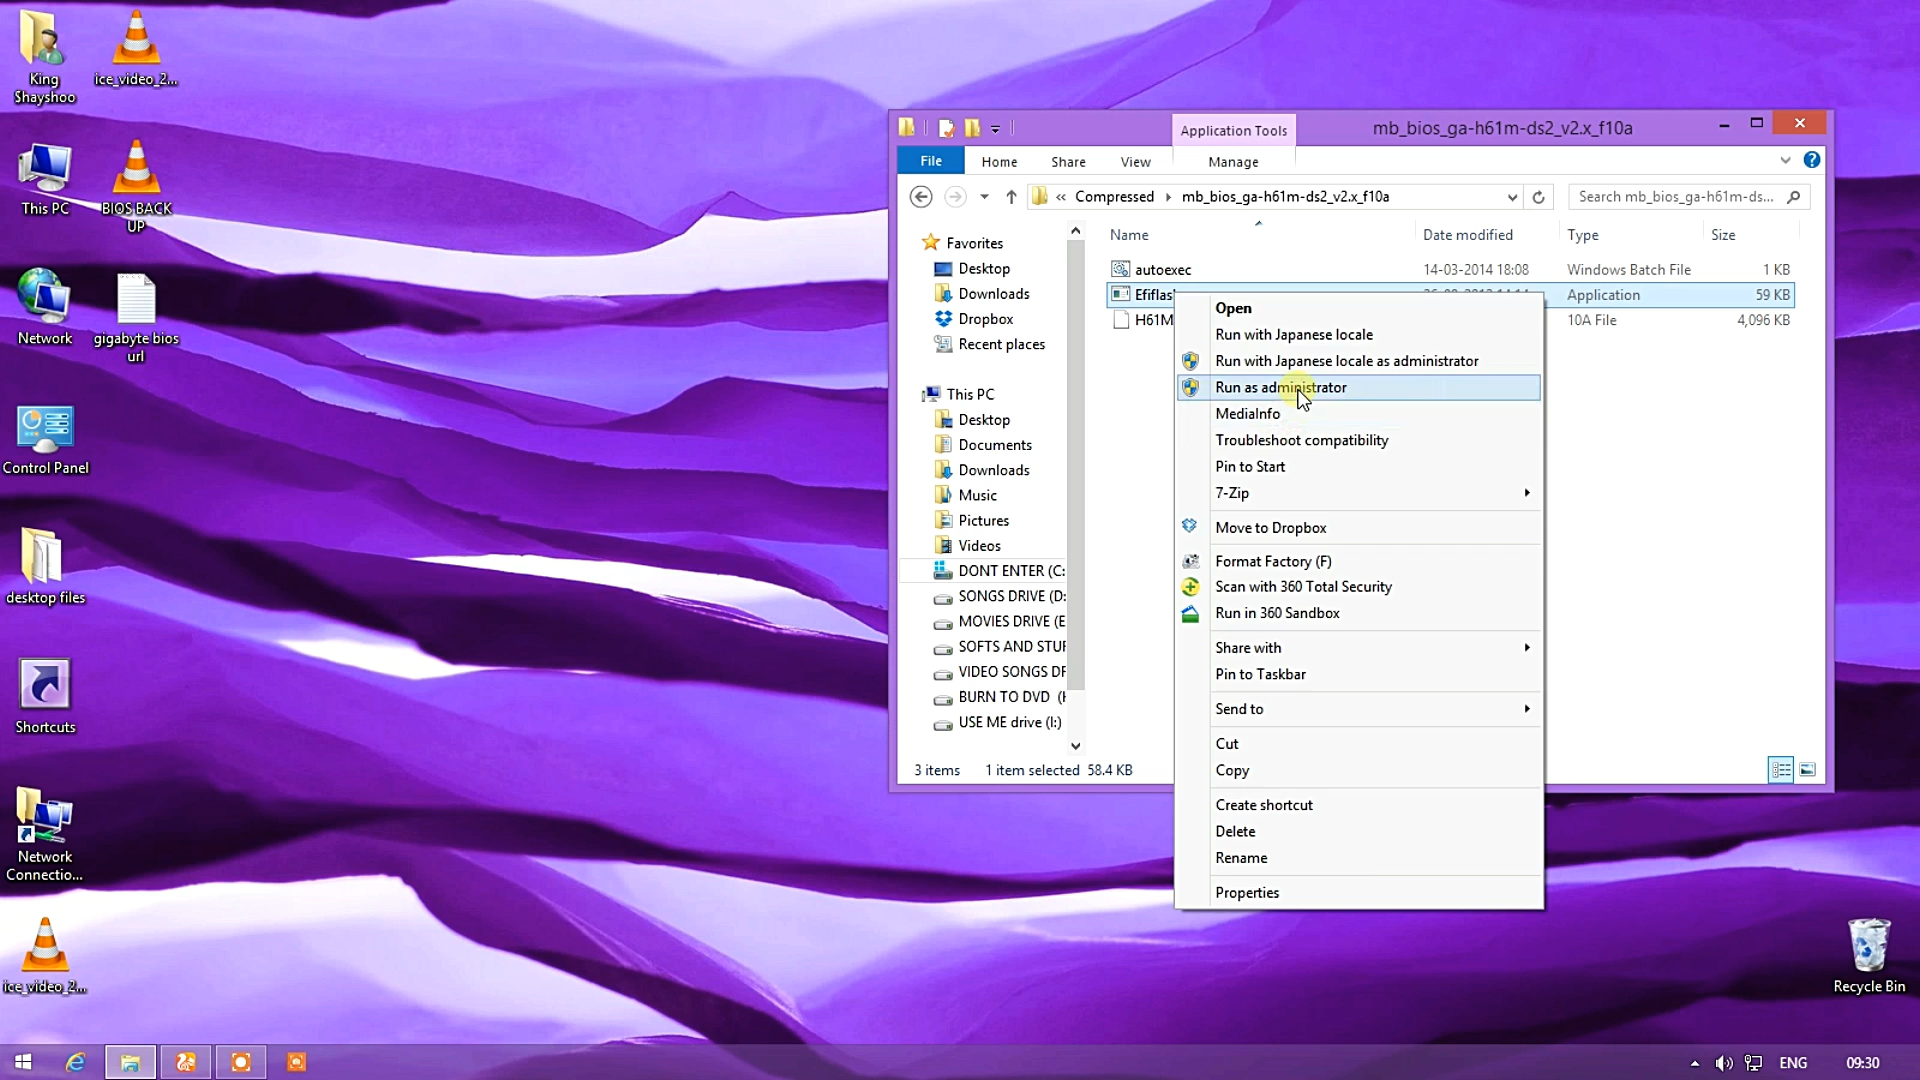 King
Shayshoo
ice_video_2...
This PC
BIOS BACK
UP
Network
gigabyte bios
url
Control Panel
desktop files
Shortcuts
Network
Connectio...
ice_video_2...
Recycle Bin
Application Tools
mb_bios_ga-h61m-ds2_v2.x_f10a
File
Home
Share
View
Manage
« Compressed
mb_bios_ga-h61m-ds2_v2.x_f10a
Search mb_bios_ga-h61m-ds...
Favorites
Desktop
Downloads
Dropbox
Recent places
This PC
Desktop
Documents
Downloads
Music
Pictures
Videos
DONT ENTER (C:
SONGS DRIVE (D:
MOVIES DRIVE (E
SOFTS AND STUF
VIDEO SONGS DR
BURN TO DVD (H
USE ME drive (I:)
Name
Date modified
Type
Size
autoexec
14-03-2014 18:08
Windows Batch File
1 KB
Efiflash
Application
59 KB
H61M
10A File
4,096 KB
Open
Run with Japanese locale
Run with Japanese locale as administrator
Run as administrator
MediaInfo
Troubleshoot compatibility
Pin to Start
7-Zip
Move to Dropbox
Format Factory (F)
Scan with 360 Total Security
Run in 360 Sandbox
Share with
Pin to Taskbar
Send to
Cut
Copy
Create shortcut
Delete
Rename
Properties
3 items
1 item selected 58.4 KB
ENG
09:30